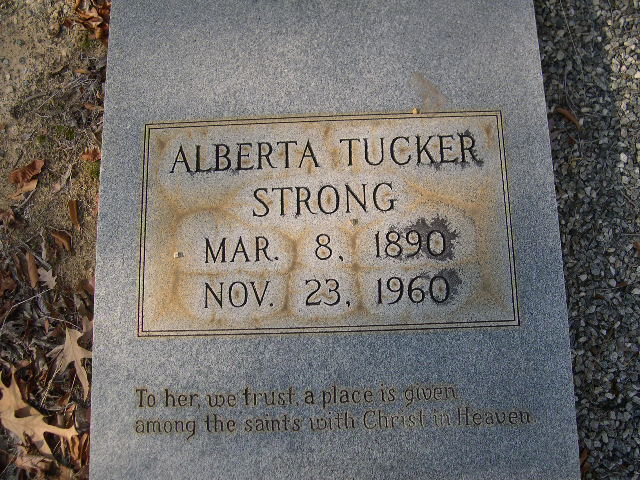 ALBERTA TUCKER
STRONG
MAR. 8, 1890
NOV. 23, 1960
To her, we trust, a place is given
among the saints with Christ in Heaven